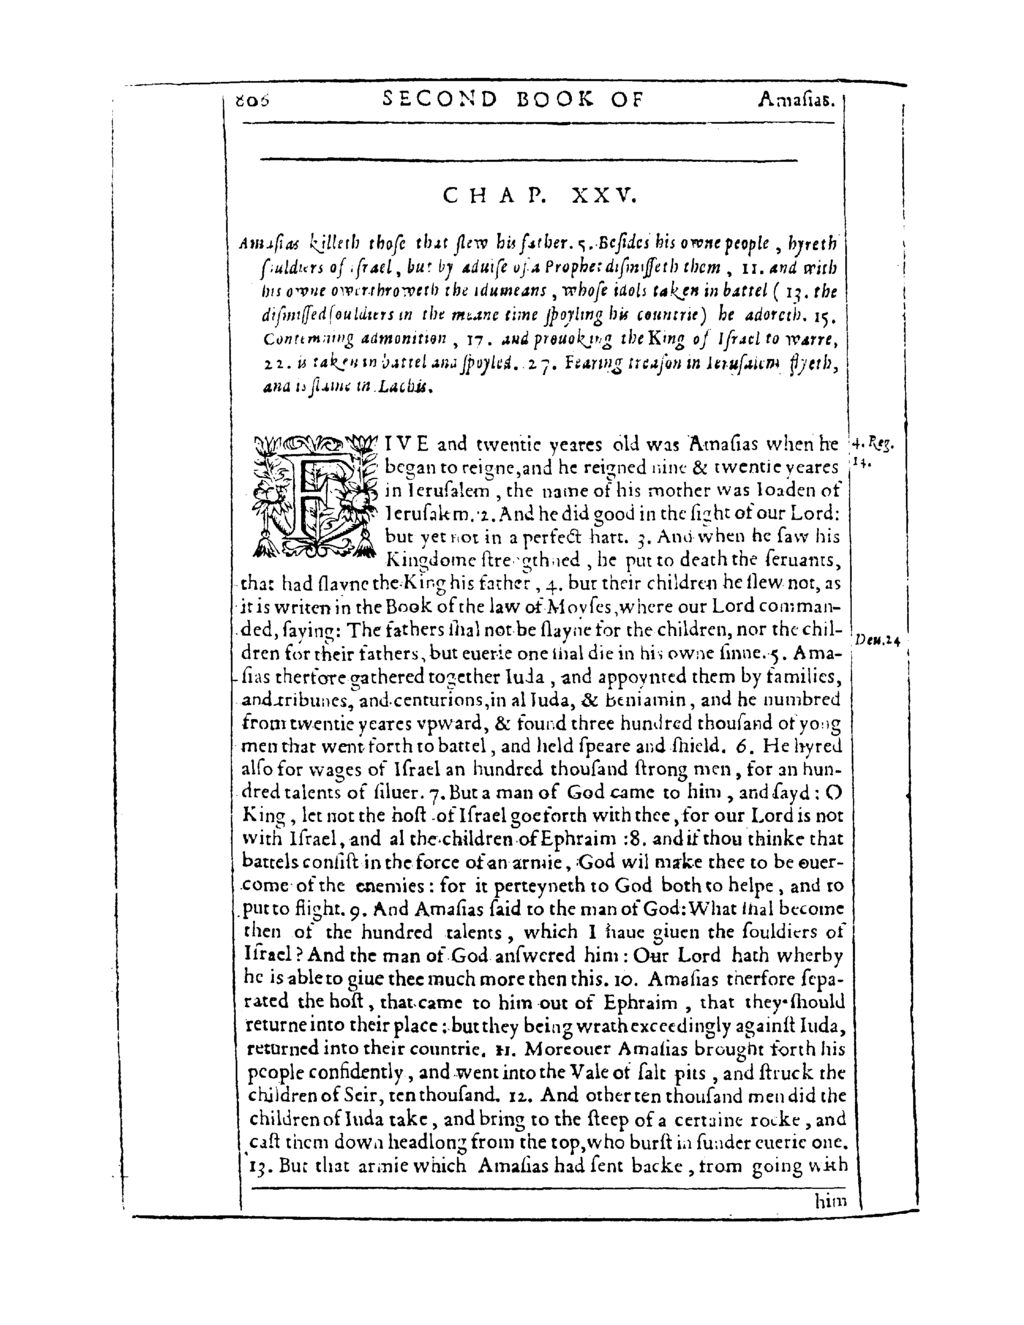 806 SECOND BOOK OF Amaſias.
CHAP. XXV.
Amaſias killeth thoſe that ſlew his father. 5. Beſides his owne people, hyreth
ſouldiers of Iſrael, but by aduiſe of a Prophet diſmiſſeth them, 11. and with
his owne owerthroweth the Idumeans, whoſe idols taken in battel (13. the
diſmiſſed ſouldiers in the meane time ſpoyling his countrie) he adoreth. 15.
Contemning admonition, 17. and prouoking the King of Iſrael to warre,
22. is taken in battel and ſpoyled. 27. Fearing treaſon in Ieruſalem flyeth,
and is ſlaine in Lachis.
FIVE and twentie yeares old was Amaſias when he 4. Reg.
began to reigne, and he reigned nine & twentie yeares 14.
in Ieruſalem, the name of his mother was Ioaden of
Ieruſalem. 2. And he did good in the ſight of our Lord:
but yet not in a perfect hart. 3. And when he ſaw his
Kingdome ſtrengthned, he put to death the ſeruants,
that had ſlayne the King his father, 4. but their children he ſlew not, as
it is writen in the Book of the law of Moyſes, where our Lord comman-
ded, ſaying: The fathers ſhal not be ſlayne for the children, nor the chil- Deu. 24
dren for their fathers, but euerie one ſhal die in his owne ſinne. 5. Ama-
ſias therfore gathered together Iuda, and appoynted them by families,
and tribunes, and centurions, in al Iuda, & Beniamin, and he numbred
from twentie yeares vpward, & found three hundred thouſand of yong
men that went forth to battel, and held ſpeare and ſhield. 6. He hyred
alſo for wages of Iſrael an hundred thouſand ſtrong men, for an hun-
dred talents of ſiluer. 7. But a man of God came to him, and ſayd: O
King, let not the hoſt of Iſrael goe forth with thee, for our Lord is not
with Iſrael, and al the children of Ephraim: 8. and if thou thinke that
battels conſiſt in the force of an armie, God wil make thee to be ouer-
come of the enemies: for it perteyneth to God both to helpe, and to
put to flight. 9. And Amaſias ſaid to the man of God: What ſhal become
then of the hundred talents, which I haue giuen the ſouldiers of
Iſrael? And the man of God anſwered him: Our Lord hath wherby
he is able to giue thee much more then this. 10. Amaſias therfore ſepa-
rated the hoſt, that came to him out of Ephraim, that they ſhould
returne into their place: but they being wrath exceedingly againſt Iuda,
returned into their countrie. 11. Moreouer Amaſias brought forth his
people confidently, and went into the Vale of ſalt pits, and ſtruck the
children of Seir, ten thouſand. 12. And other ten thouſand men did the
children of Iuda take, and bring to the ſteep of a certaine rocke, and
caſt them down headlong from the top, who burſt in ſunder euerie one.
13. But that armie which Amaſias had ſent backe, from going with
him